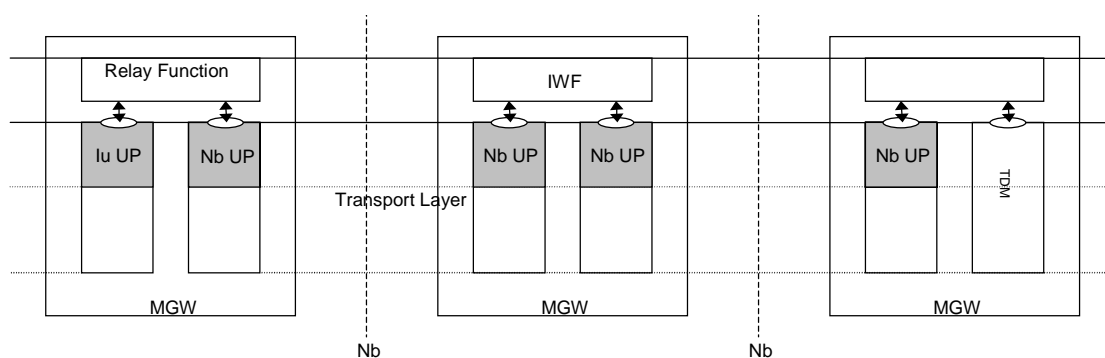 Relay Function
IWF
Iu UP
Nb UP
Nb UP
Nb UP
Nb UP
TDM
Transport Layer
MGW
MGW
MGW
Nb
Nb